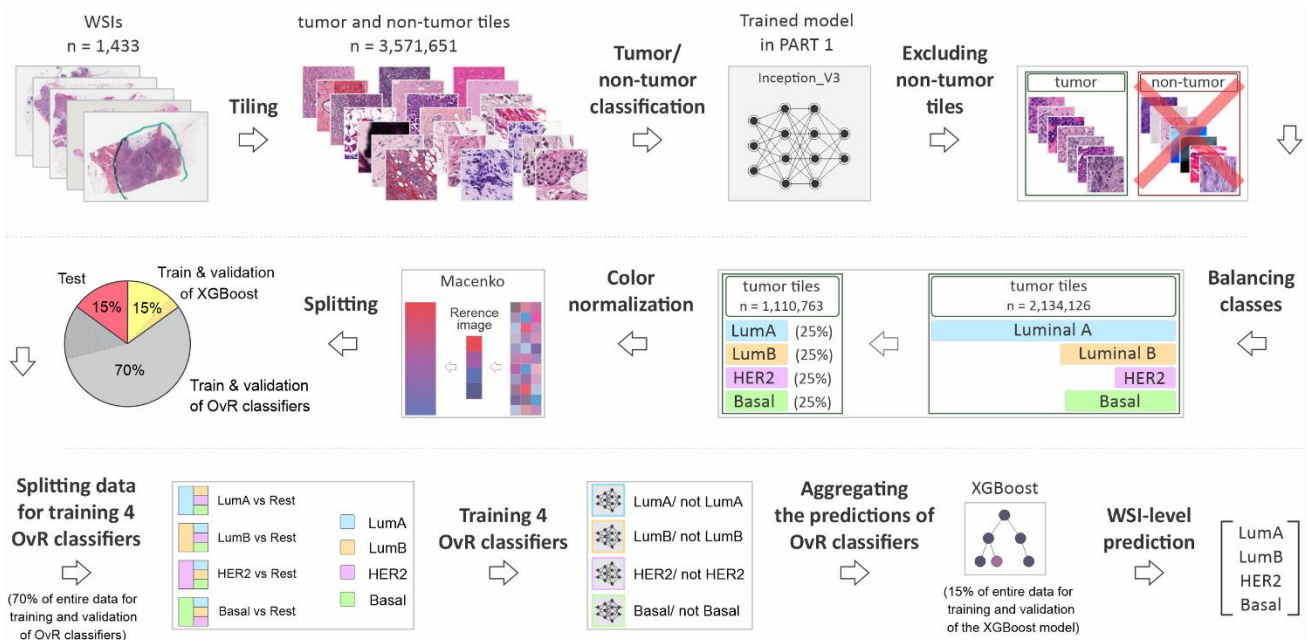 WSIs
n = 1,433
Tiling
tumor and non-tumor tiles
n = 3,571,651
Tumor/
non-tumor
classification
Trained model
in PART 1
Inception_V3
Excluding
non-tumor
tiles
tumor
non-tumor
Test
15%
15%
Train & validation
of XGBoost
70%
Train & validation
of OvR classifiers
Splitting
Macenko
Rerence
image
Color
normalization
tumor tiles
n = 1,110,763
LumA (25%)
LumB (25%)
HER2 (25%)
Basal (25%)
tumor tiles
n = 2,134,126
Luminal A
Luminal B
HER2
Basal
Balancing
classes
Splitting data
for training 4
OvR classifiers
(70% of entire data for
training and validation
of OvR classifiers)
LumA vs Rest
LumB vs Rest
HER2 vs Rest
Basal vs Rest
LumA
LumB
HER2
Basal
Training 4
OvR classifiers
LumA/ not LumA
LumB/ not LumB
HER2/ not HER2
Basal/ not Basal
Aggregating
the predictions of
OvR classifiers
XGBoost
(15% of entire data for
training and validation
of the XGBoost model)
WSI-level
prediction
LumA
LumB
HER2
Basal